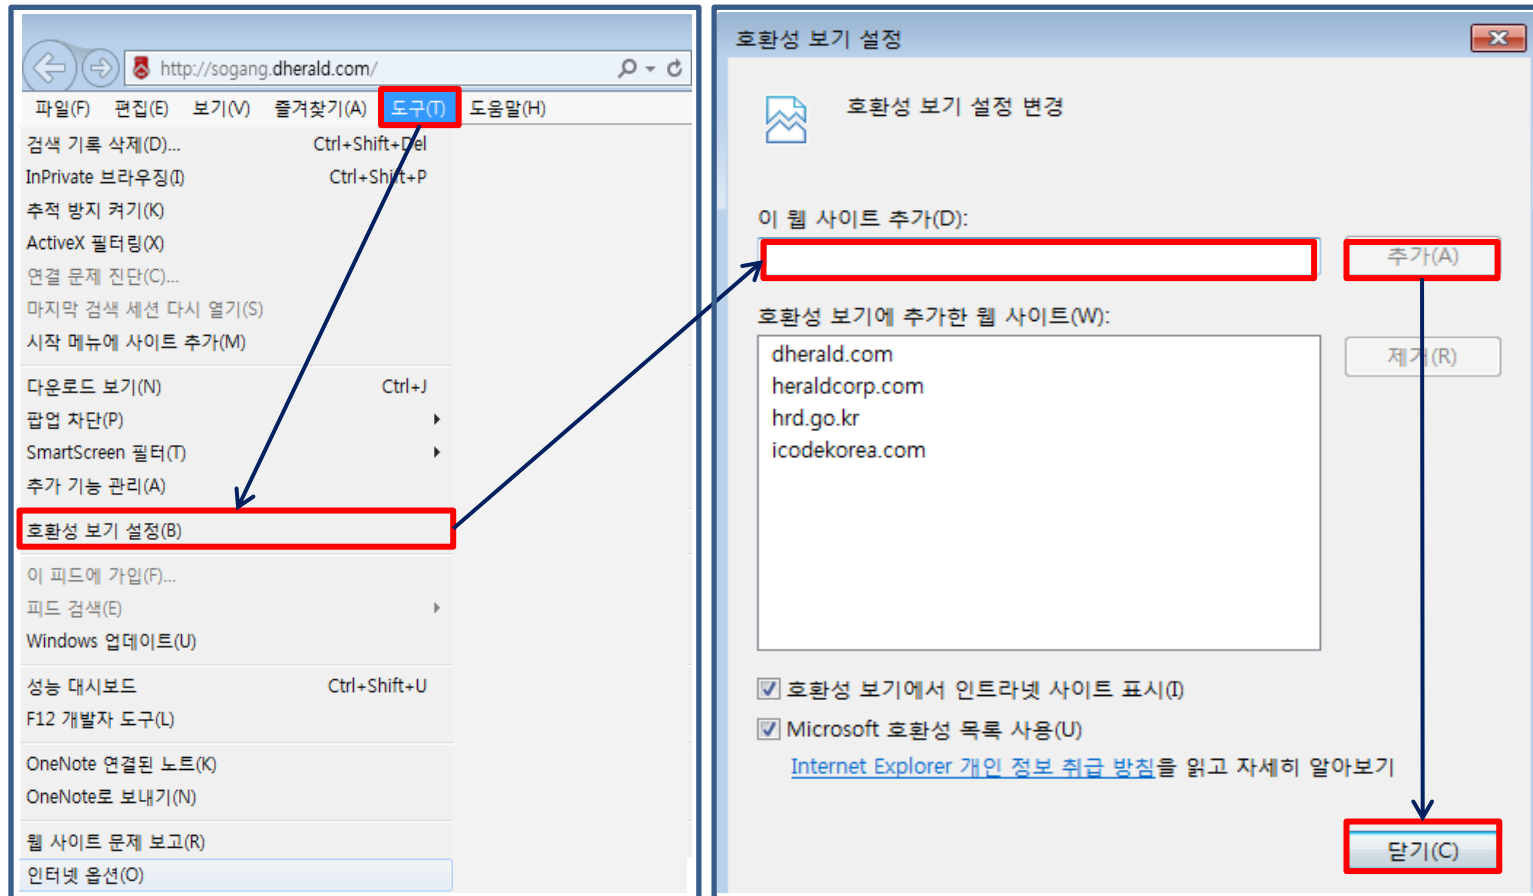 http://sogang.dherald.com/
파일(F) 편집(E) 보기(V) 즐겨찾기(A) 도구(T) 도움말(H)
검색 기록 삭제(D)... Ctrl+Shift+Del
InPrivate 브라우징(I) Ctrl+Shift+P
추적 방지 켜기(K)
ActiveX 필터링(X)
연결 문제 진단(C)...
마지막 검색 세션 다시 열기(S)
시작 메뉴에 사이트 추가(M)
다운로드 보기(N) Ctrl+J
팝업 차단(P)
SmartScreen 필터(T)
추가 기능 관리(A)
호환성 보기 설정(B)
이 피드에 가입(F)...
피드 검색(E)
Windows 업데이트(U)
성능 대시보드 Ctrl+Shift+U
F12 개발자 도구(L)
OneNote 연결된 노트(K)
OneNote로 보내기(N)
웹 사이트 문제 보고(R)
인터넷 옵션(O)
호환성 보기 설정
호환성 보기 설정 변경
이 웹 사이트 추가(D):
추가(A)
호환성 보기에 추가한 웹 사이트(W):
dherald.com
제거(R)
heraldcorp.com
hrd.go.kr
icodekorea.com
호환성 보기에서 인트라넷 사이트 표시(I)
Microsoft 호환성 목록 사용(U)
Internet Explorer 개인 정보 취급 방침을 읽고 자세히 알아보기
닫기(C)